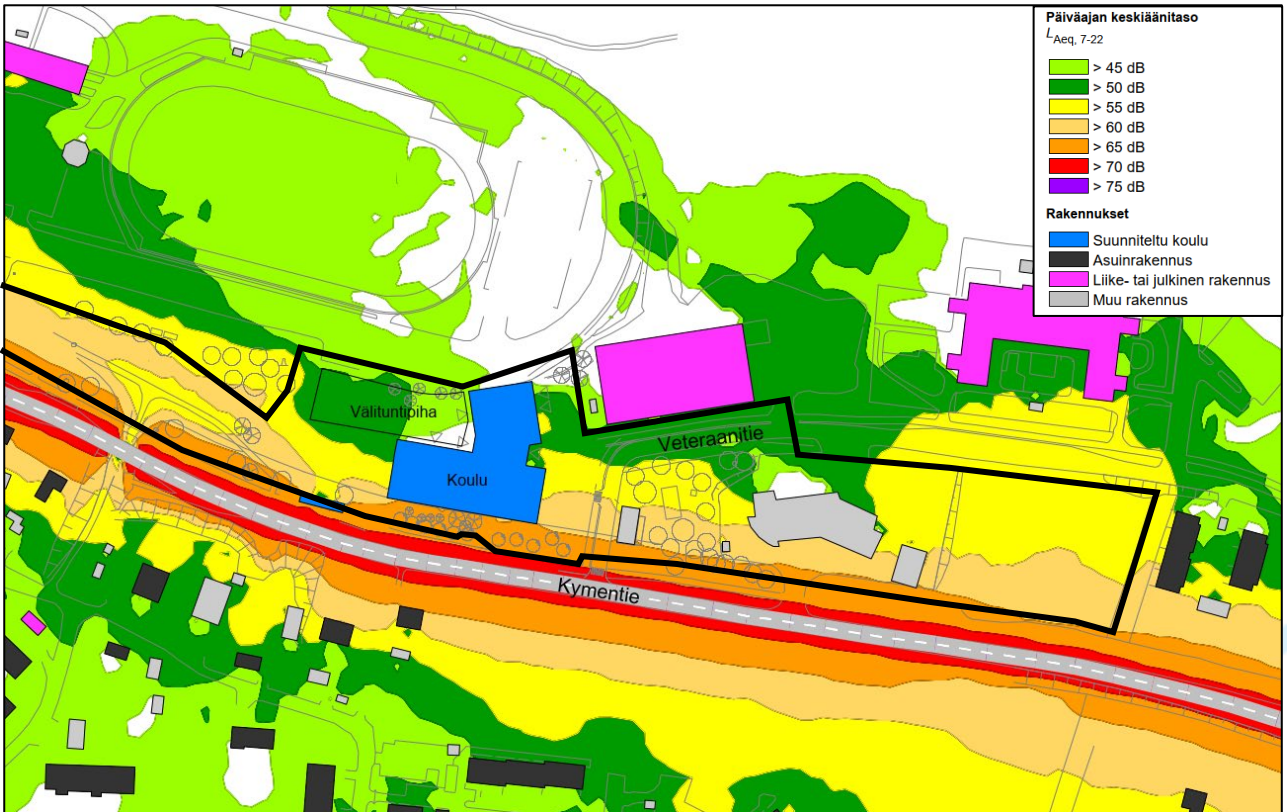 Päiväajan keskiäänitaso
LAeq, 7-22
> 45 dB
> 50 dB
> 55 dB
> 60 dB
> 65 dB
> 70 dB
> 75 dB
Rakennukset
Suunniteltu koulu
Asuinrakennus
Liike- tai julkinen rakennus
Muu rakennus
Välituntipiha
Veteraanitie
Koulu
Kymentie